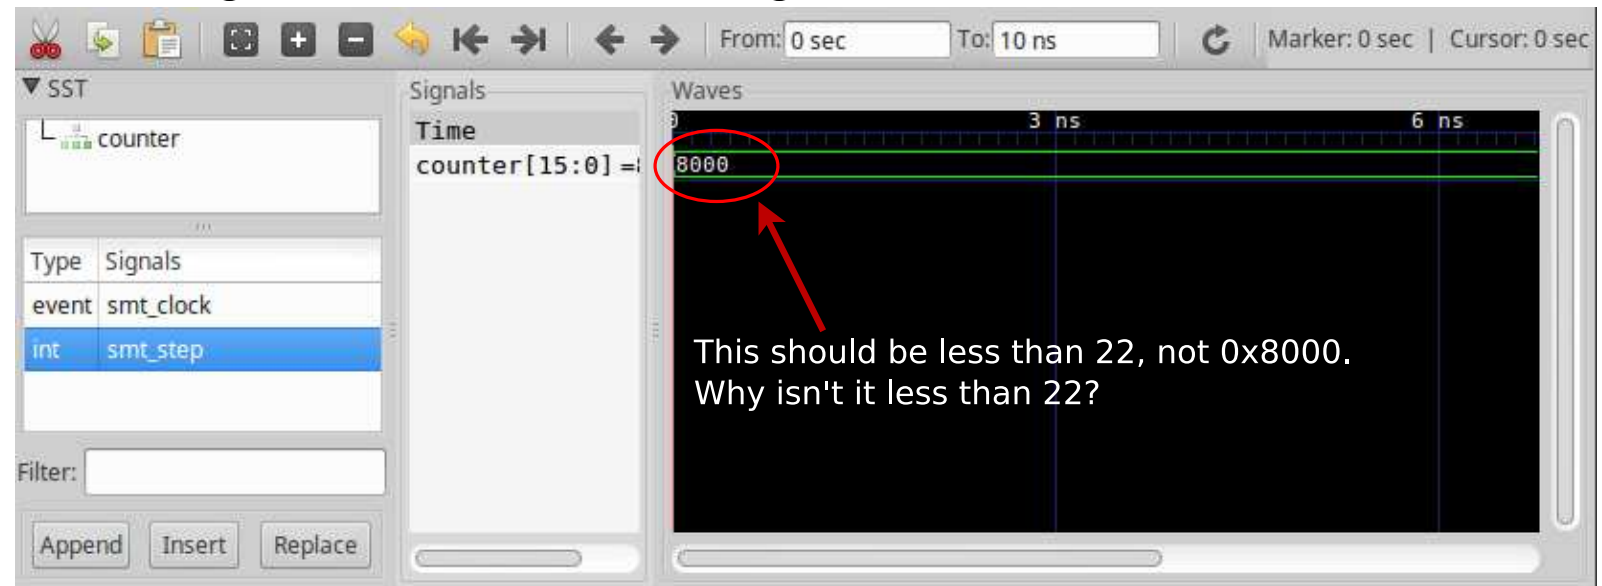 From: 0 sec To: 10 ns Marker: 0 sec | Cursor: 0 sec
SST
counter
Type Signals
event smt_clock
int smt_step
Filter:
Append Insert Replace
Signals
Time
counter[15:0] =
Waves
0 3 ns 6 ns
8000
This should be less than 22, not 0x8000.
Why isn't it less than 22?